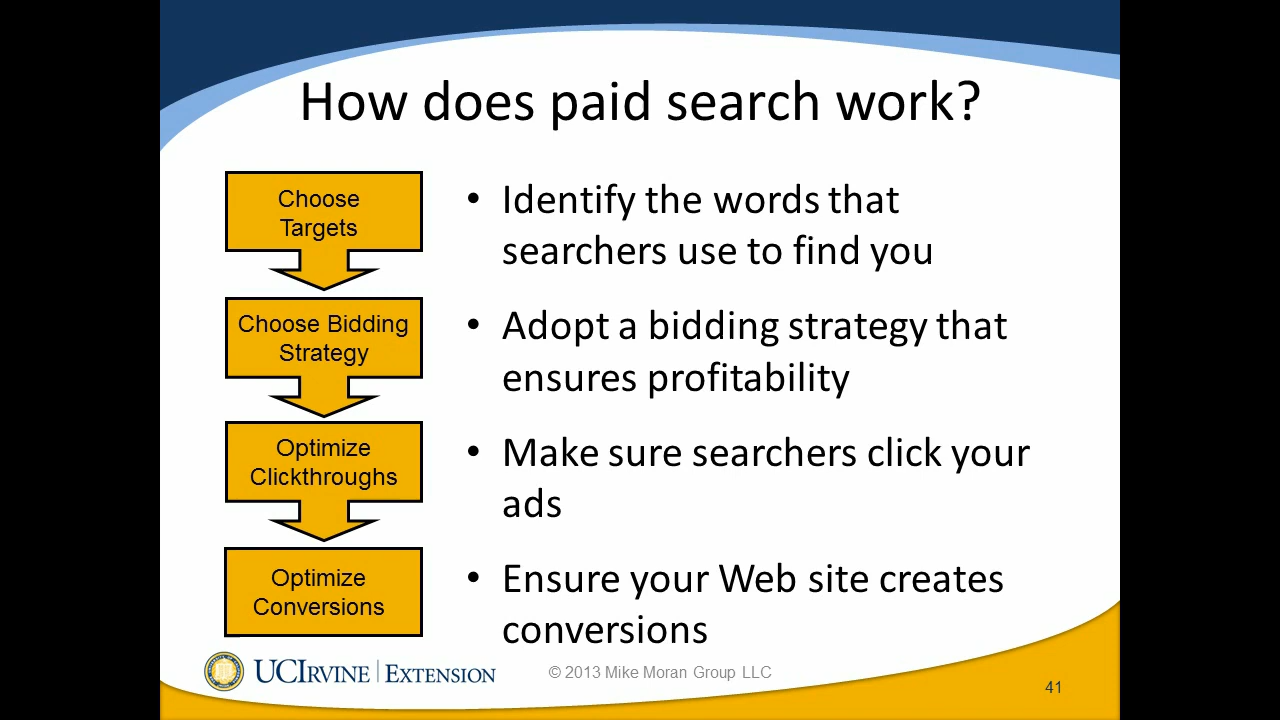 How does paid search work?
Choose
Targets
• Identify the words that
searchers use to find you
Choose Bidding
Strategy
• Adopt a bidding strategy that
ensures profitability
Optimize
Clickthroughs
• Make sure searchers click your
ads
Optimize
Conversions
• Ensure your Web site creates
conversions
UCIRVINE | EXTENSION
© 2013 Mike Moran Group LLC
41